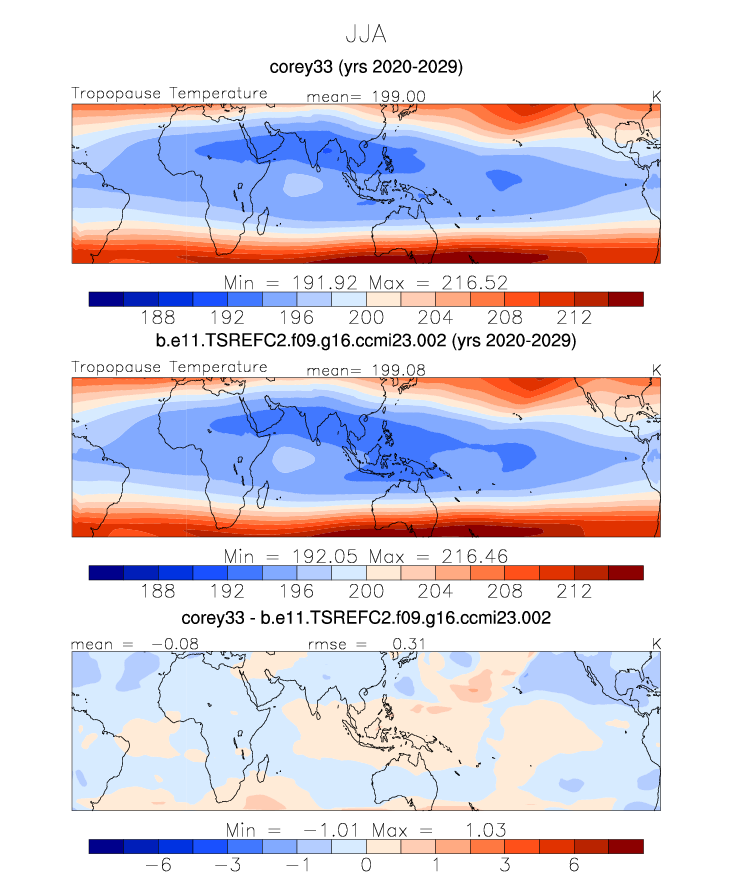 JJA
corey33 (yrs 2020-2029)
Tropopause Temperature mean= 199.00 K
Min = 191.92 Max = 216.52
188 192 196 200 204 208 212
b.e11.TSREFC2.f09.g16.ccmi23.002 (yrs 2020-2029)
Tropopause Temperature mean= 199.08 K
Min = 192.05 Max = 216.46
188 192 196 200 204 208 212
corey33 - b.e11.TSREFC2.f09.g16.ccmi23.002
mean = -0.08 rmse = 0.31 K
Min = -1.01 Max = 1.03
-6 -3 -1 0 1 3 6